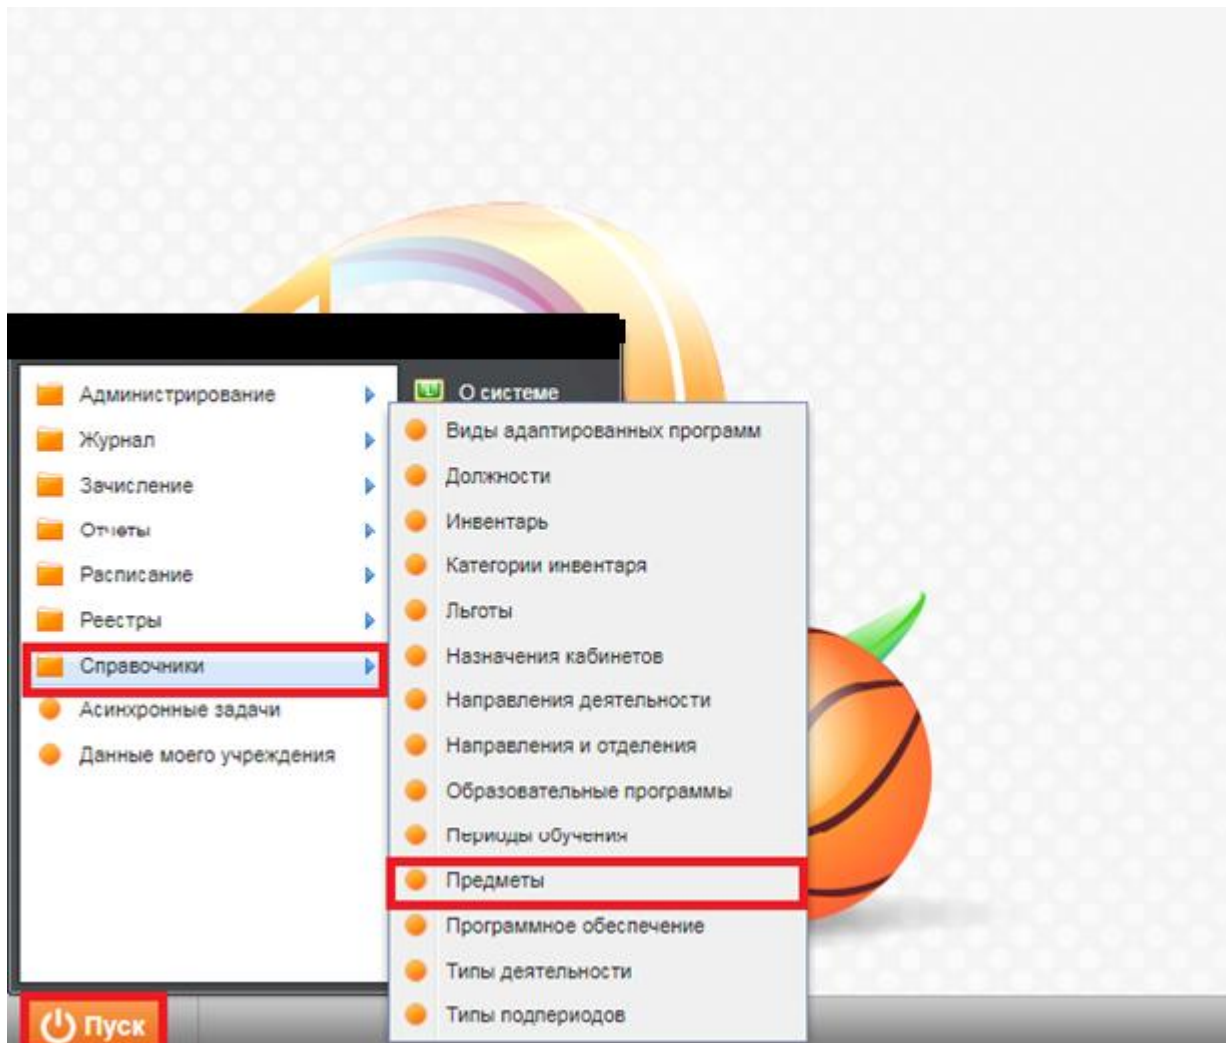 Администрирование
Журнал
Зачисление
Отчеты
Расписание
Реестры
Справочники
Асинхронные задачи
Данные моего учреждения
О системе
Виды адаптированных программ
Должности
Инвентарь
Категории инвентаря
Льготы
Назначения кабинетов
Направления деятельности
Направления и отделения
Образовательные программы
Периоды обучения
Предметы
Программное обеспечение
Типы деятельности
Типы подпериодов
Пуск